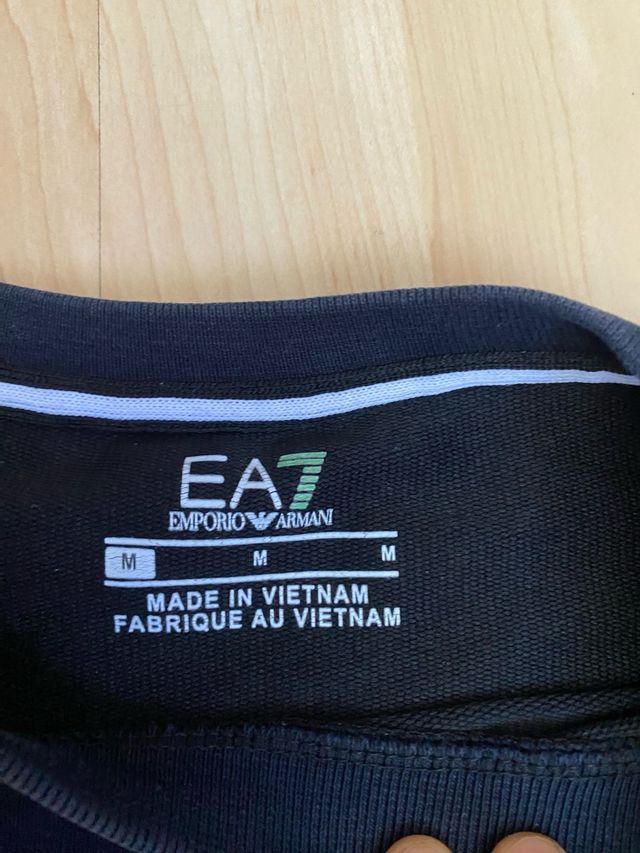 EA7
EMPORIO ARMANI
M M M
MADE IN VIETNAM
FABRIQUE AU VIETNAM